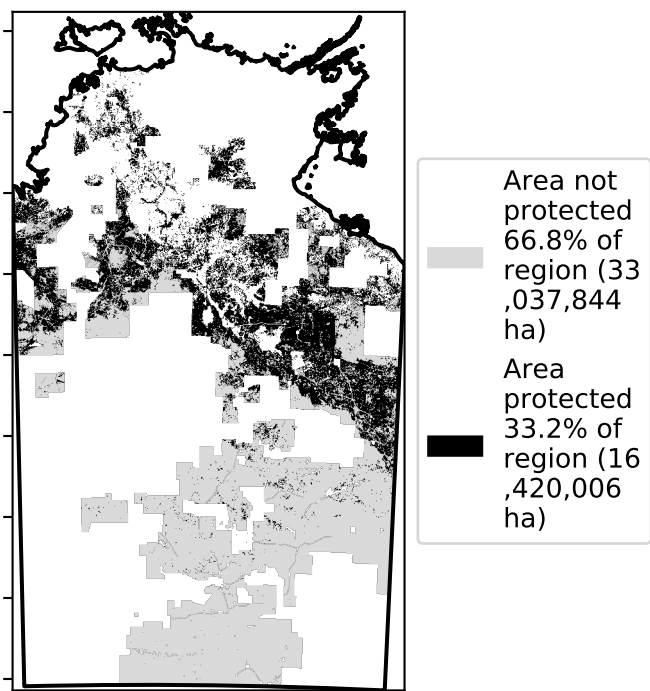 Area not
protected
66.8% of
region (33
,037,844
ha)
Area
protected
33.2% of
region (16
,420,006
ha)